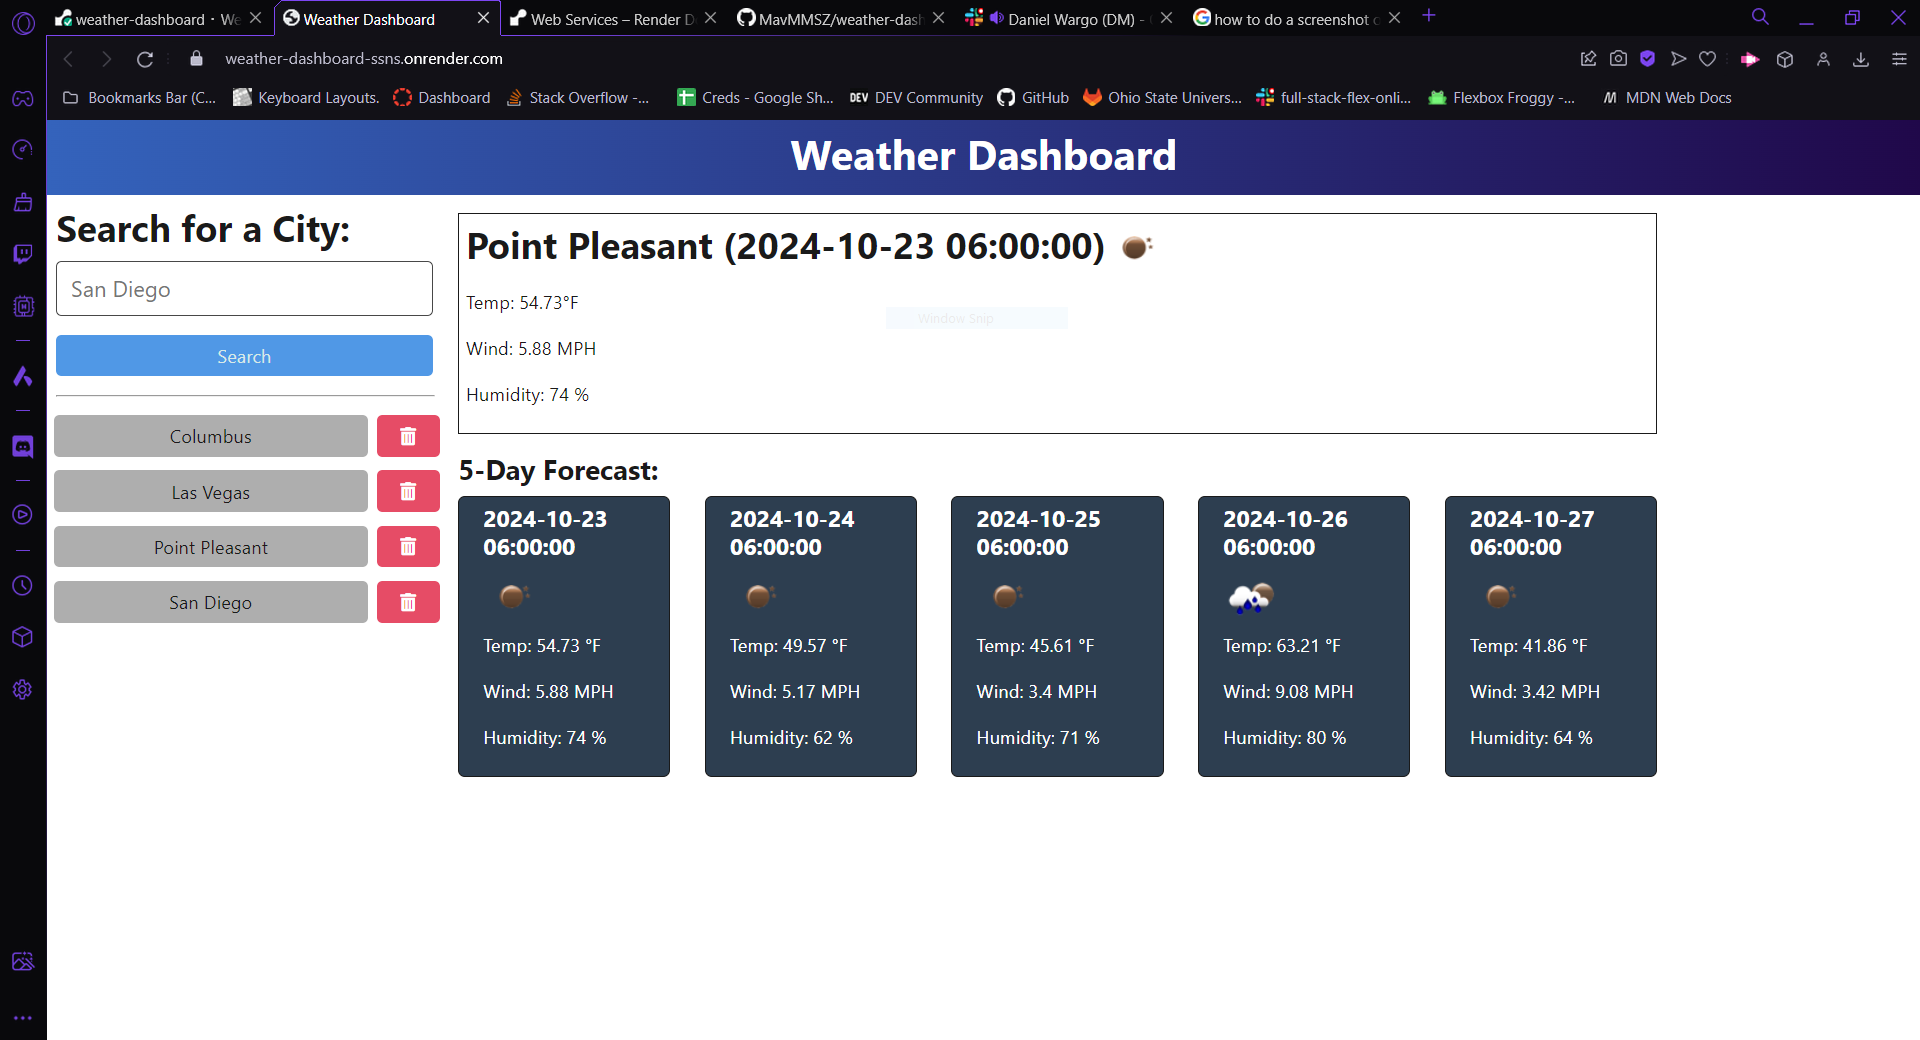 weather-dashboard · We
Weather Dashboard
Web Services – Render D
MavMMSZ/weather-dash
Daniel Wargo (DM) -
how to do a screenshot o
weather-dashboard-ssns.onrender.com
Bookmarks Bar (C...
Keyboard Layouts.
Dashboard
Stack Overflow -...
Creds - Google Sh...
DEV DEV Community
GitHub
Ohio State Univers...
full-stack-flex-onli...
Flexbox Froggy -...
M MDN Web Docs
Weather Dashboard
Search for a City:
San Diego
Search
Columbus
Las Vegas
Point Pleasant
San Diego
Point Pleasant (2024-10-23 06:00:00)
Temp: 54.73°F
Window Snip
Wind: 5.88 MPH
Humidity: 74 %
5-Day Forecast:
2024-10-23
06:00:00
Temp: 54.73 °F
Wind: 5.88 MPH
Humidity: 74 %
2024-10-24
06:00:00
Temp: 49.57 °F
Wind: 5.17 MPH
Humidity: 62 %
2024-10-25
06:00:00
Temp: 45.61 °F
Wind: 3.4 MPH
Humidity: 71 %
2024-10-26
06:00:00
Temp: 63.21 °F
Wind: 9.08 MPH
Humidity: 80 %
2024-10-27
06:00:00
Temp: 41.86 °F
Wind: 3.42 MPH
Humidity: 64 %